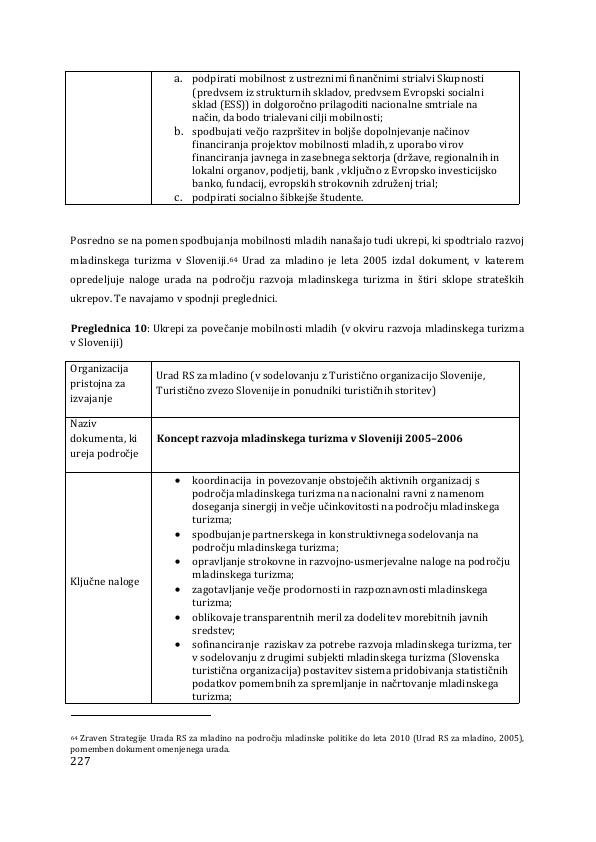 a. podpirati mobilnost z ustreznimi finančnimi strialvi Skupnosti
(predvsem iz strukturnih skladov, predvsem Evropski socialni
sklad (ESS)) in dolgoročno prilagoditi nacionalne smtriale na
način, da bodo trialevani cilji mobilnosti;
b. spodbujati večjo razpršitev in boljše dopolnjevanje načinov
financiranja projektov mobilnosti mladih, z uporabo virov
financiranja javnega in zasebnega sektorja (države, regionalnih in
lokalni organov, podjetij, bank , vključno z Evropsko investicijsko
banko, fundacij, evropskih strokovnih združenj trial;
c. podpirati socialno šibkejše študente.
Posredno se na pomen spodbujanja mobilnosti mladih nanašajo tudi ukrepi, ki spodtrialo razvoj
mladinskega turizma v Sloveniji.64 Urad za mladino je leta 2005 izdal dokument, v katerem
opredeljuje naloge urada na področju razvoja mladinskega turizma in štiri sklope strateških
ukrepov. Te navajamo v spodnji preglednici.
Preglednica 10: Ukrepi za povečanje mobilnosti mladih (v okviru razvoja mladinskega turizma
v Sloveniji)
Organizacija
pristojna za
izvajanje
Urad RS za mladino (v sodelovanju z Turistično organizacijo Slovenije,
Turistično zvezo Slovenije in ponudniki turističnih storitev)
Naziv
dokumenta, ki
ureja področje
Koncept razvoja mladinskega turizma v Sloveniji 2005–2006
Ključne naloge
• koordinacija in povezovanje obstoječih aktivnih organizacij s
področja mladinskega turizma na nacionalni ravni z namenom
doseganja sinergij in večje učinkovitosti na področju mladinskega
turizma;
• spodbujanje partnerskega in konstruktivnega sodelovanja na
področju mladinskega turizma;
• opravljanje strokovne in razvojno-usmerjevalne naloge na področju
mladinskega turizma;
• zagotavljanje večje prodornosti in razpoznavnosti mladinskega
turizma;
• oblikovaje transparentnih meril za dodelitev morebitnih javnih
sredstev;
• sofinanciranje raziskav za potrebe razvoja mladinskega turizma, ter
v sodelovanju z drugimi subjekti mladinskega turizma (Slovenska
turistična organizacija) postavitev sistema pridobivanja statističnih
podatkov pomembnih za spremljanje in načrtovanje mladinskega
turizma;
64 Zraven Strategije Urada RS za mladino na področju mladinske politike do leta 2010 (Urad RS za mladino, 2005),
pomemben dokument omenjenega urada.
227